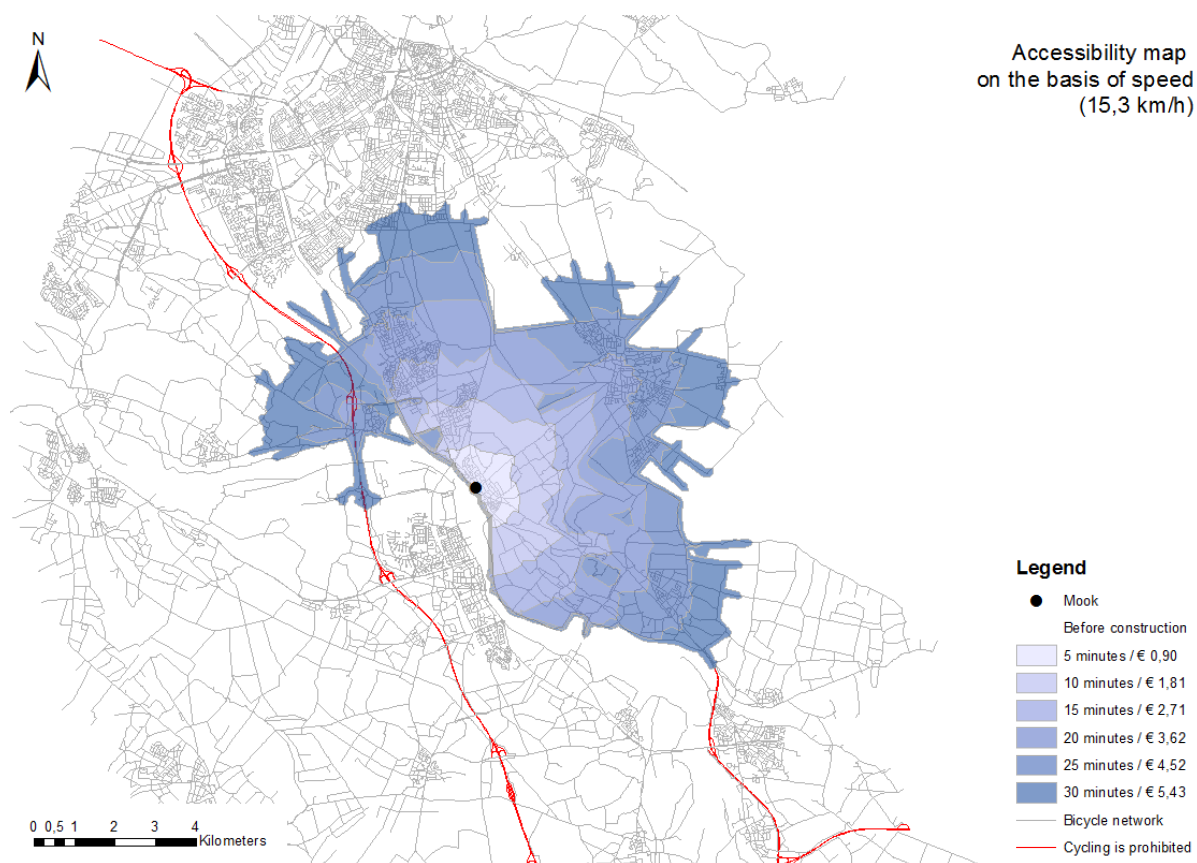 N
Accessibility map
on the basis of speed
(15,3 km/h)
Legend
Mook
Before construction
5 minutes / € 0,90
10 minutes / € 1,81
15 minutes / € 2,71
20 minutes / € 3,62
25 minutes / € 4,52
30 minutes / € 5,43
Bicycle network
Cycling is prohibited
0 0,5 1 2 3 4
Kilometers